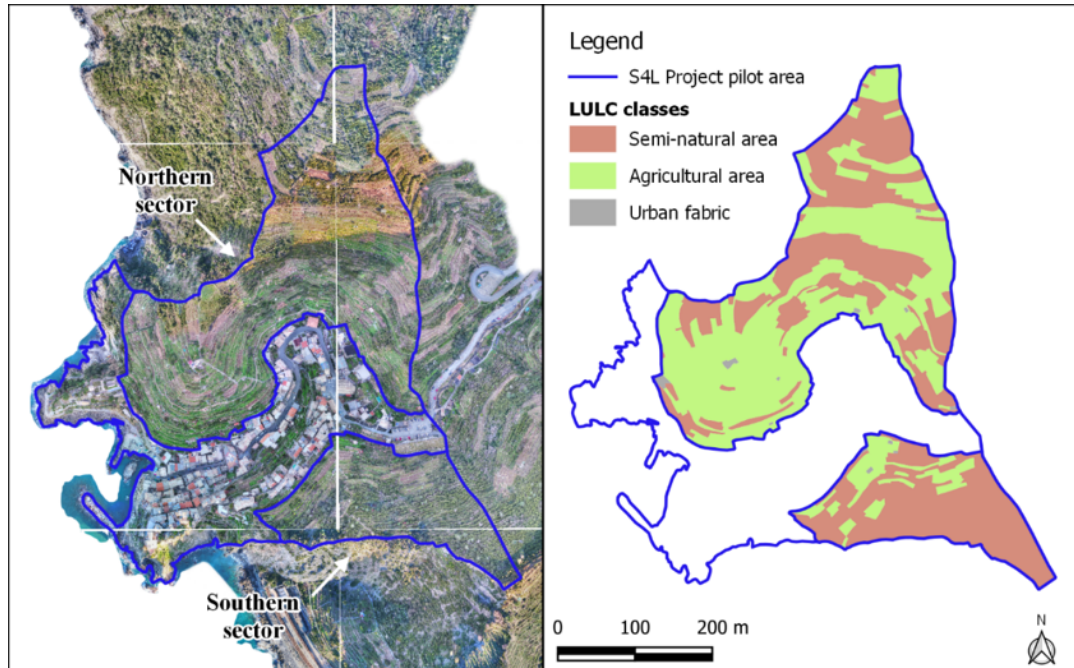 Northern
sector
Southern
sector
Legend
S4L Project pilot area
LULC classes
Semi-natural area
Agricultural area
Urban fabric
0 100 200 m
N